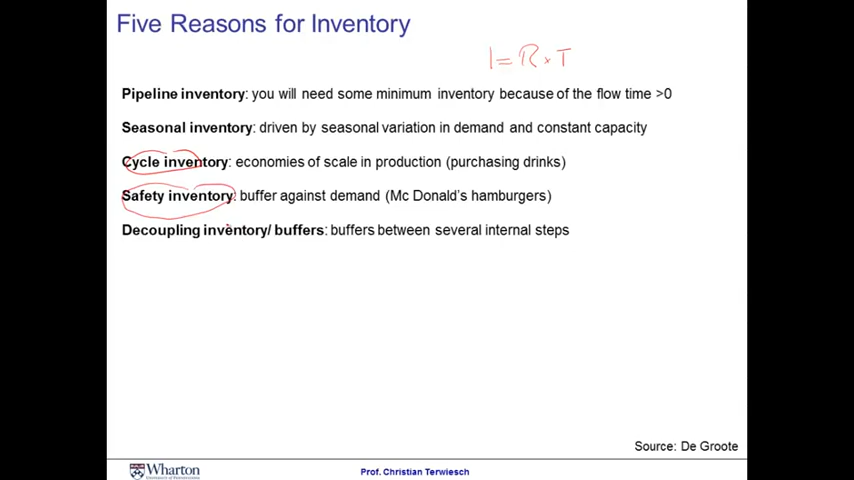 Five Reasons for Inventory
I = R × T
Pipeline inventory: you will need some minimum inventory because of the flow time >0
Seasonal inventory: driven by seasonal variation in demand and constant capacity
Cycle inventory: economies of scale in production (purchasing drinks)
Safety inventory: buffer against demand (Mc Donald's hamburgers)
Decoupling inventory/ buffers: buffers between several internal steps
Source: De Groote
Wharton
Prof. Christian Terwiesch